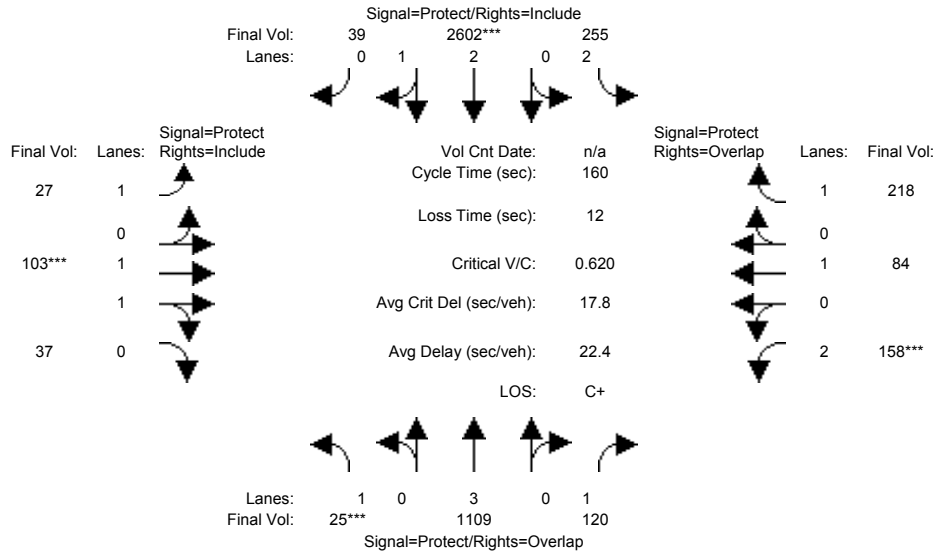 Signal=Protect/Rights=Include
Final Vol: 39 2602*** 255
Lanes: 0 1 2 0 2
Signal=Protect
Final Vol: Lanes: Rights=Include
Vol Cnt Date: n/a
Signal=Protect
Rights=Overlap Lanes: Final Vol:
Cycle Time (sec): 160
27 1
1 218
Loss Time (sec): 12
0
0
103*** 1
Critical V/C: 0.620
1 84
1
Avg Crit Del (sec/veh): 17.8
0
37 0
Avg Delay (sec/veh): 22.4
2 158***
LOS: C+
Lanes: 1 0 3 0 1
Final Vol: 25*** 1109 120
Signal=Protect/Rights=Overlap